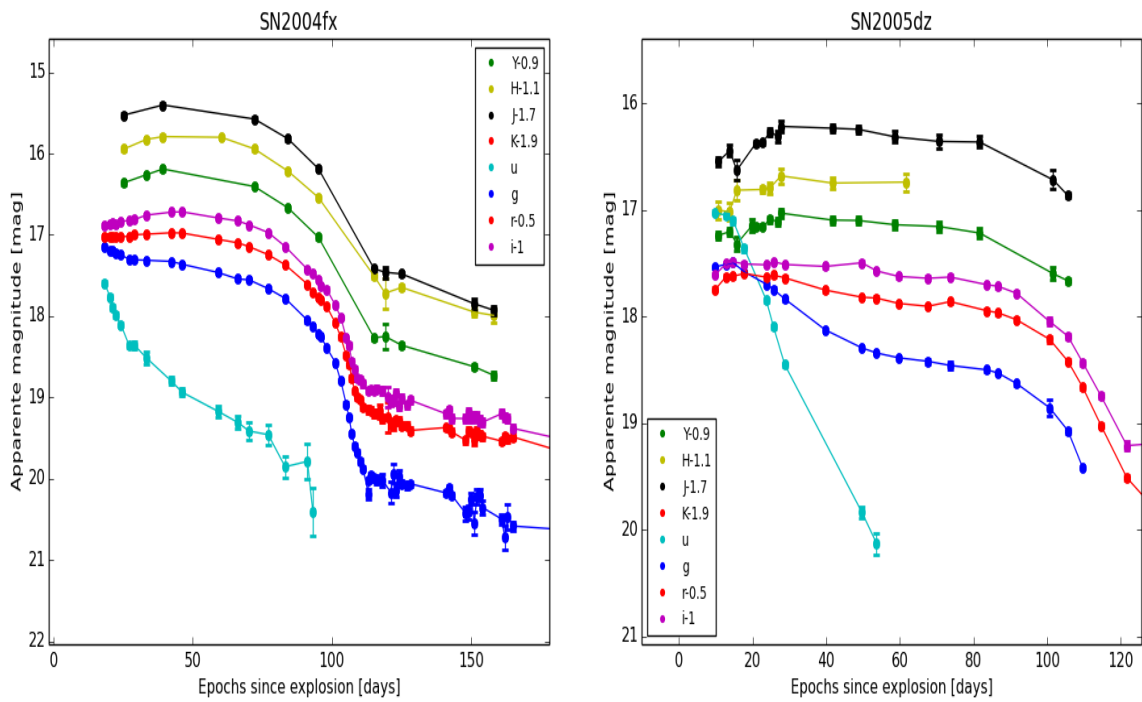 SN2004fx
Apparente magnitude [mag]
15
16
17
18
19
20
21
22
0 50 100 150
Epochs since explosion [days]
Y-0.9
H-1.1
J-1.7
K-1.9
u
g
r-0.5
i-1
SN2005dz
Apparente magnitude [mag]
16
17
18
19
20
21
0 20 40 60 80 100 120
Epochs since explosion [days]
Y-0.9
H-1.1
J-1.7
K-1.9
u
g
r-0.5
i-1